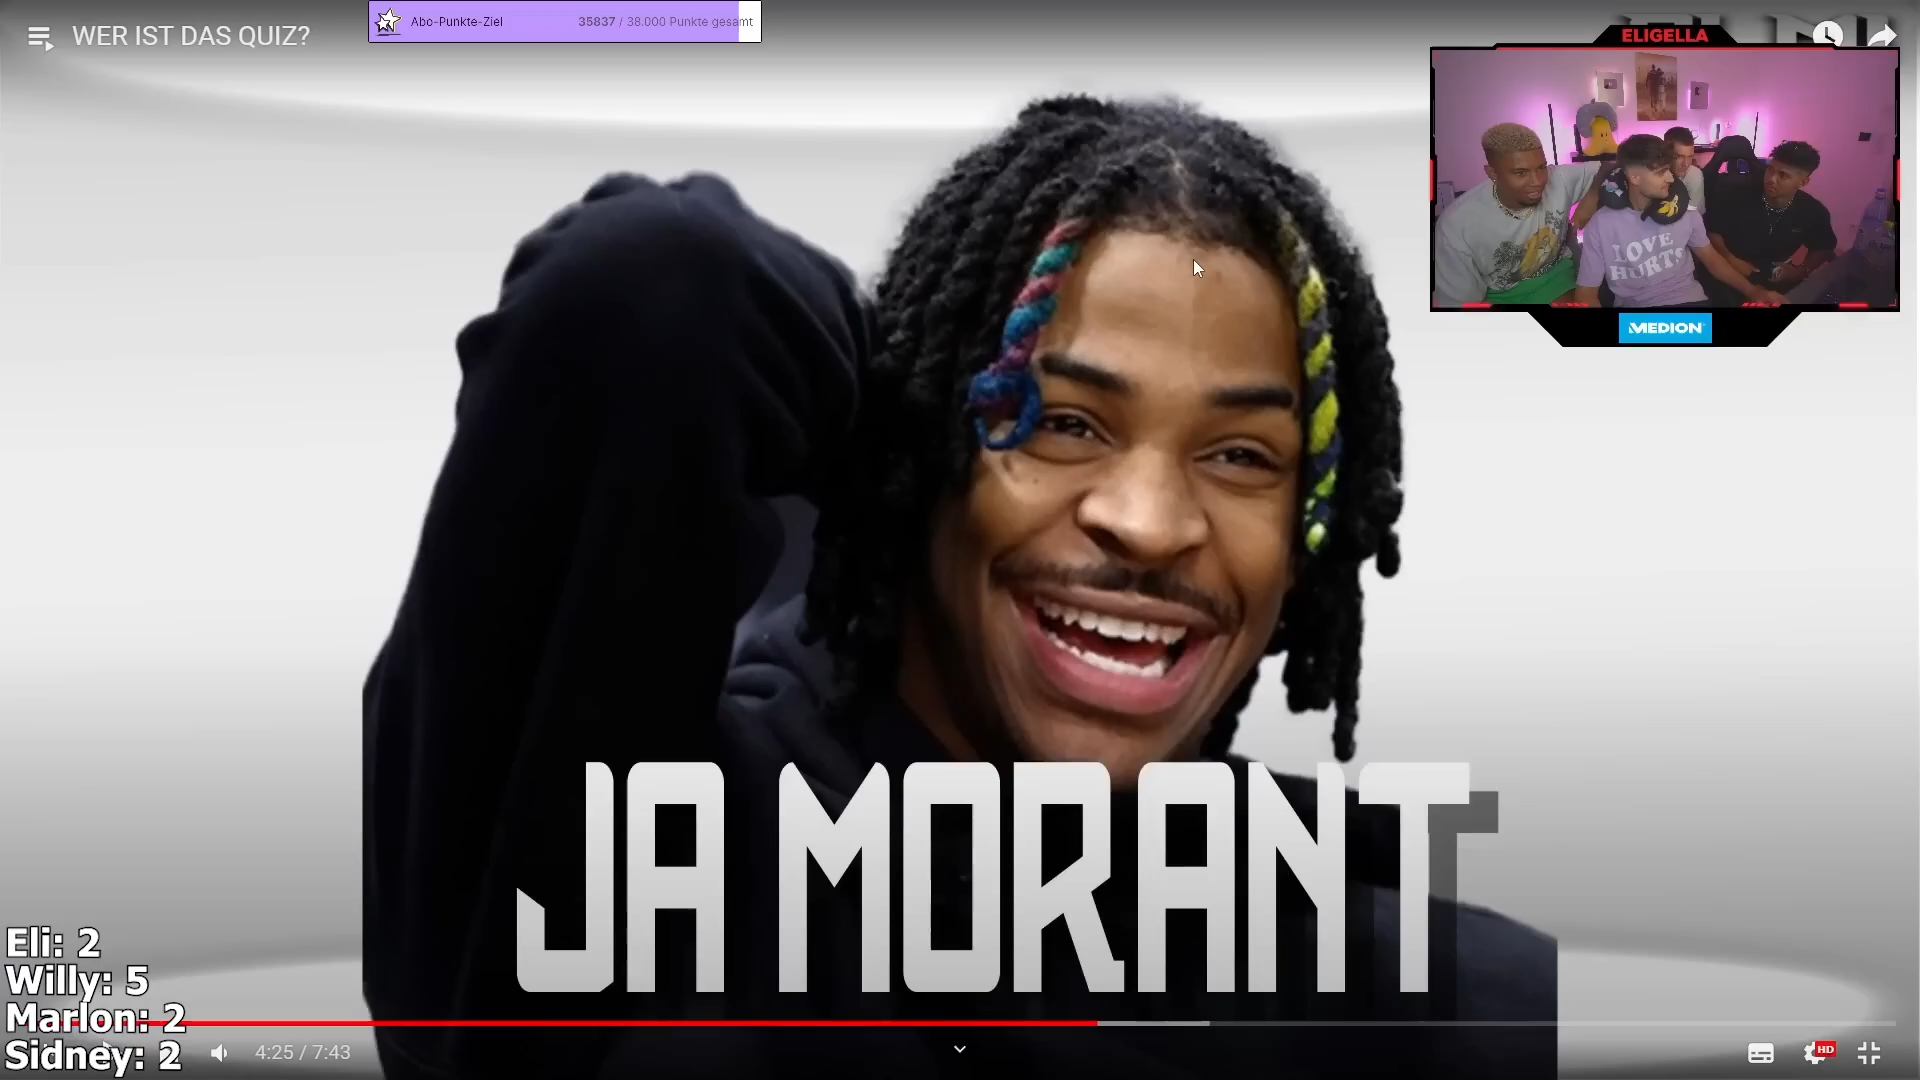 WER IST DAS QUIZ?
Abo-Punkte-Ziel 35837 / 38.000 Punkte gesamt
ELIGELLA
LOVE
HURTS
MEDION
JA MORANT
Eli: 2
Willy: 5
Marlon: 2
Sidney: 2
4:25 / 7:43
HD